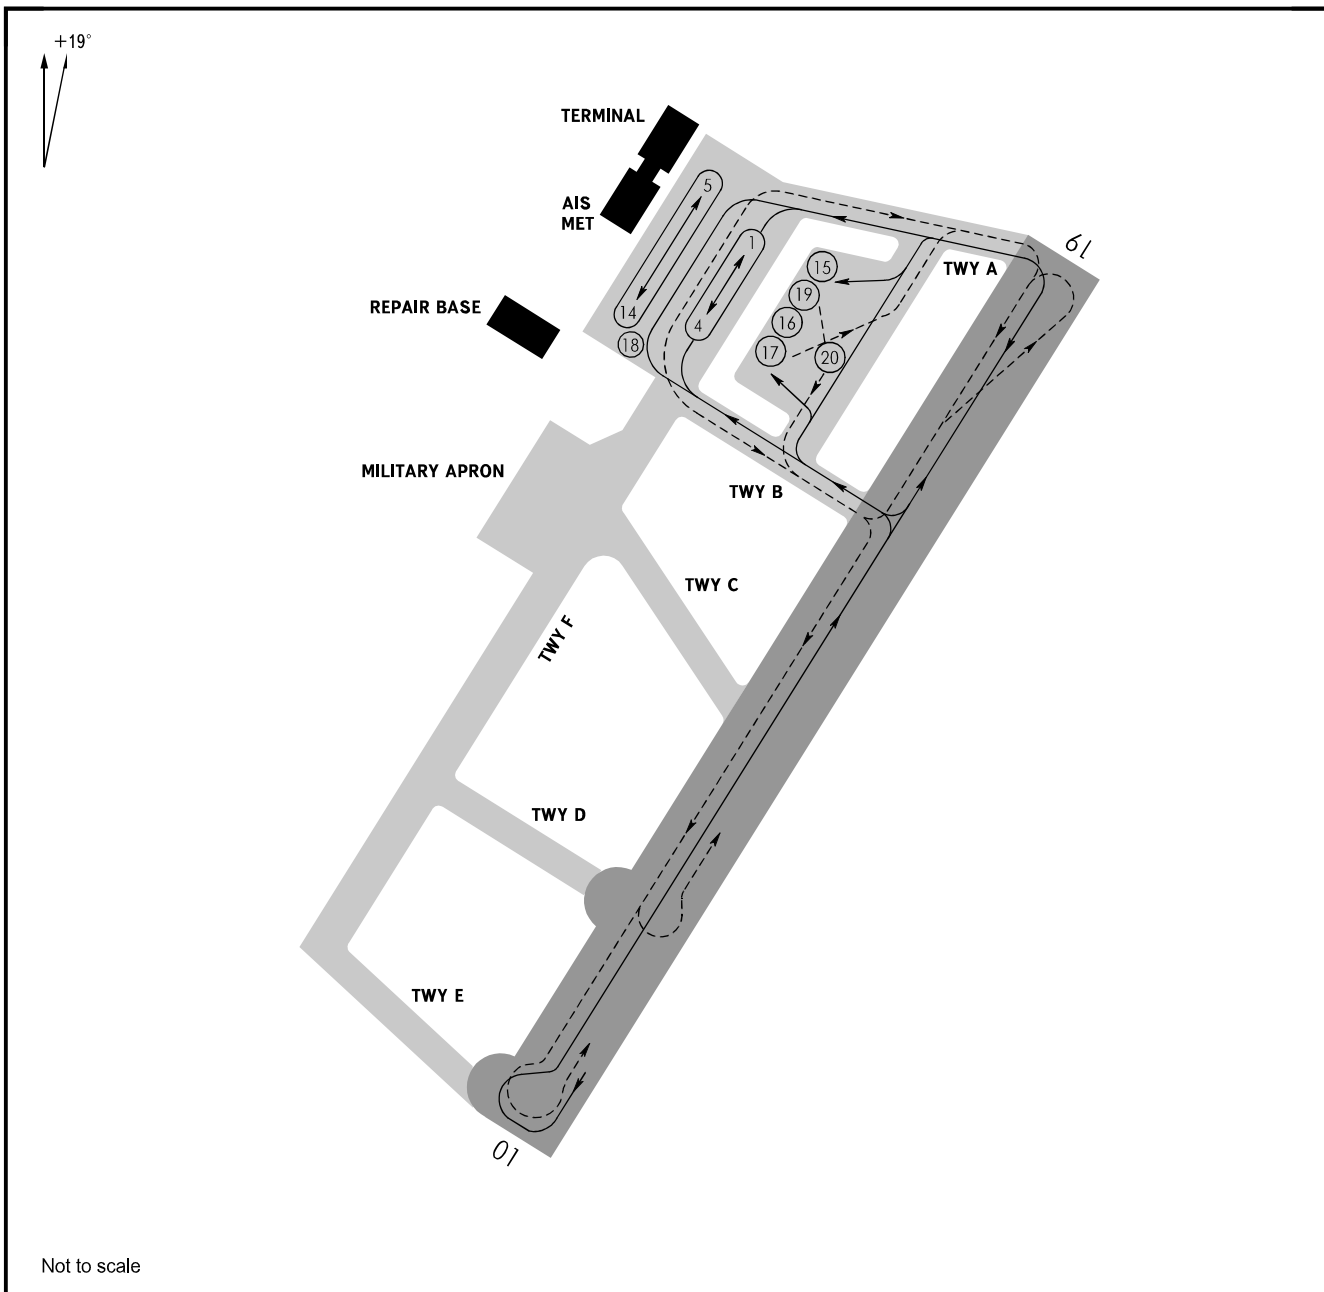 +19°
TERMINAL
AIS
MET
5
1
19
TWY A
15
19
REPAIR BASE
14
4
16
18
17
20
MILITARY APRON
TWY B
TWY C
TWY F
TWY D
TWY E
01
Not to scale